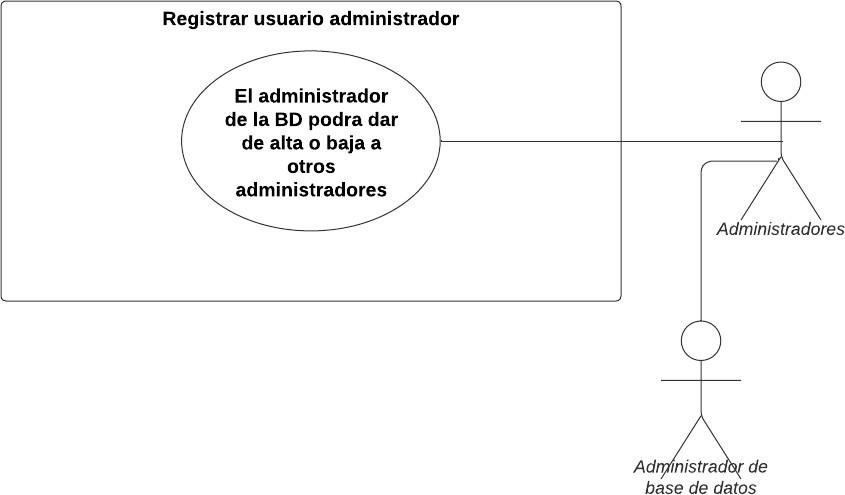 Registrar usuario administrador
El administrador
de la BD podra dar
de alta o baja a
otros
administradores
Administradores
Administrador de
base de datos